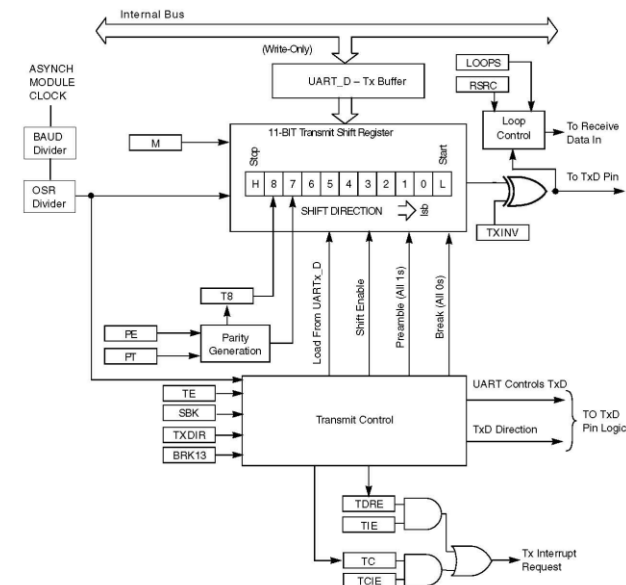 Internal Bus
(Write-Only)
UART_D – Tx Buffer
LOOPS
RSRC
Loop
Control
To Receive
Data In
To TxD Pin
TXINV
ASYNCH
MODULE
CLOCK
BAUD
Divider
OSR
Divider
M
11-BIT Transmit Shift Register
Stop
Start
H 8 7 6 5 4 3 2 1 0 L
SHIFT DIRECTION
lsb
T8
PE
PT
Parity
Generation
Load From UARTx_D
Shift Enable
Preamble (All 1s)
Break (All 0s)
TE
SBK
TXDIR
BRK13
Transmit Control
UART Controls TxD
TxD Direction
TO TxD
Pin Logic
TDRE
TIE
TC
TCIE
Tx Interrupt
Request